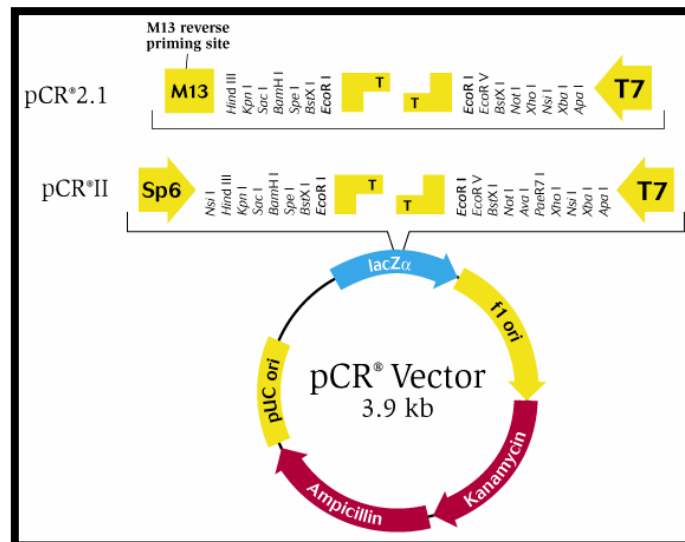 M13 reverse
priming site
pCR®2.1
M13
Hind III
Kpn I
Sac I
BamH I
Spe I
BstX I
EcoR I
T
T
EcoR I
EcoR V
BstX I
Not I
Xho I
Nsi I
Xba I
Apa I
T7
pCR®II
Sp6
Nsi I
Hind III
Kpn I
Sac I
BamH I
Spe I
BstX I
EcoR I
T
T
EcoR I
EcoR V
BstX I
Not I
Ava I
PaeR7 I
Xho I
Nsi I
Xba I
Apa I
T7
lacZα
f1 ori
Kanamycin
Ampicillin
pUC ori
pCR® Vector
3.9 kb